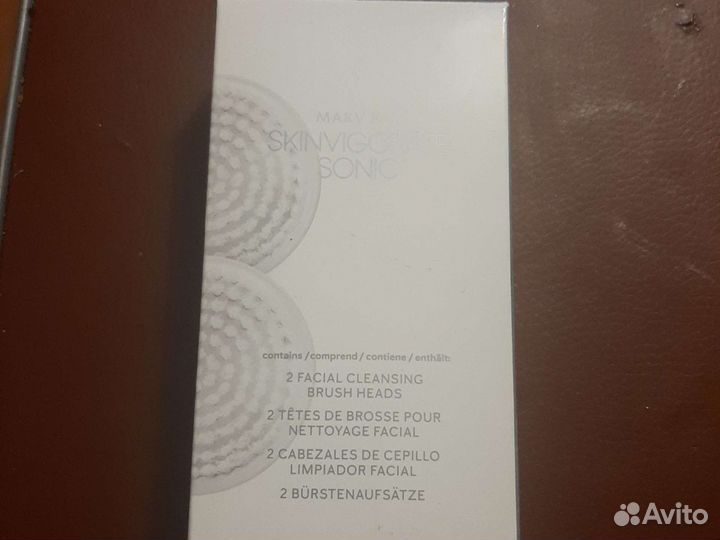 MARY KAY
SKINVIGORATE
SONIC
contains / comprend / contiene / enthält:
2 FACIAL CLEANSING
BRUSH HEADS
2 TÊTES DE BROSSE POUR
NETTOYAGE FACIAL
2 CABEZALES DE CEPILLO
LIMPIADOR FACIAL
2 BÜRSTENAUFSÄTZE
Avito